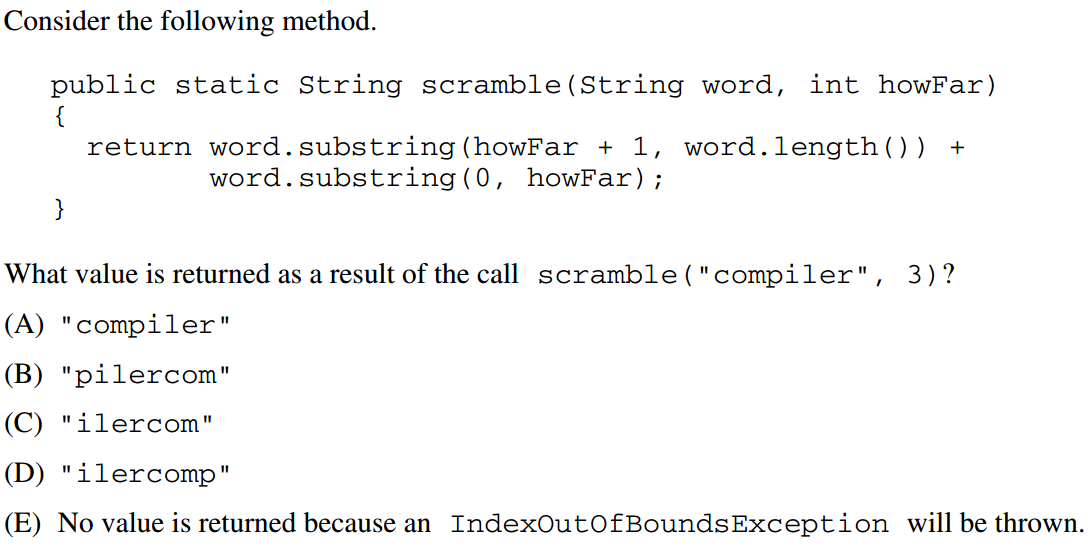 Consider the following method.
public static String scramble(String word, int howFar)
{
return word.substring(howFar + 1, word.length()) +
word.substring(0, howFar);
}
What value is returned as a result of the call scramble("compiler", 3)?
(A) "compiler"
(B) "pilercom"
(C) "ilercom"
(D) "ilercomp"
(E) No value is returned because an IndexOutOfBoundsException will be thrown.